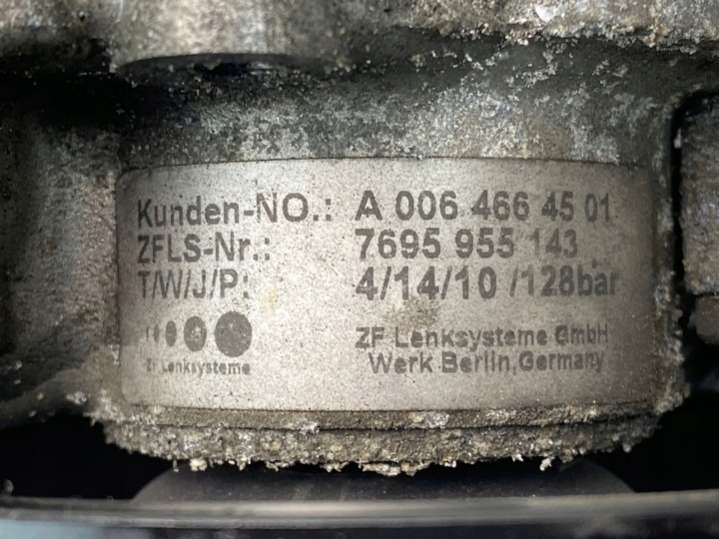 Kunden-NO.: A 006 466 45 01
ZFLS-Nr.: 7695 955 143
T/W/J/P: 4/14/10 /128bar
ZF Lenksysteme
ZF Lenksysteme GmbH
Werk Berlin,Germany